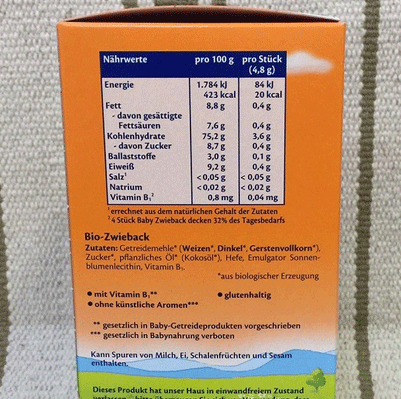 Nährwerte pro 100 g pro Stück (4,8 g)
Energie 1.784 kJ 84 kJ
423 kcal 20 kcal
Fett 8,8 g 0,4 g
- davon gesättigte
Fettsäuren 7,6 g 0,4 g
Kohlenhydrate 75,2 g 3,6 g
- davon Zucker 8,7 g 0,4 g
Ballaststoffe 3,0 g 0,1 g
Eiweiß 9,2 g 0,4 g
Salz¹ <0,05 g <0,05 g
Natrium <0,02 g <0,02 g
Vitamin B₁² 0,8 mg 0,04 mg
¹ errechnet aus dem natürlichen Gehalt der Zutaten
² 4 Stück Baby Zwieback decken 32% des Tagesbedarfs
Bio-Zwieback
Zutaten: Getreidemehle* (Weizen*, Dinkel*, Gerstenvollkorn*),
Zucker*, pflanzliches Öl* (Kokosöl*), Hefe, Emulgator Sonnen-
blumenlecithin, Vitamin B₁.
*aus biologischer Erzeugung
• mit Vitamin B₁** • glutenhaltig
• ohne künstliche Aromen***
** gesetzlich in Baby-Getreideprodukten vorgeschrieben
*** gesetzlich in Babynahrung verboten
Kann Spuren von Milch, Ei, Schalenfrüchten und Sesam
enthalten.
Dieses Produkt hat unser Haus in einwandfreiem Zustand